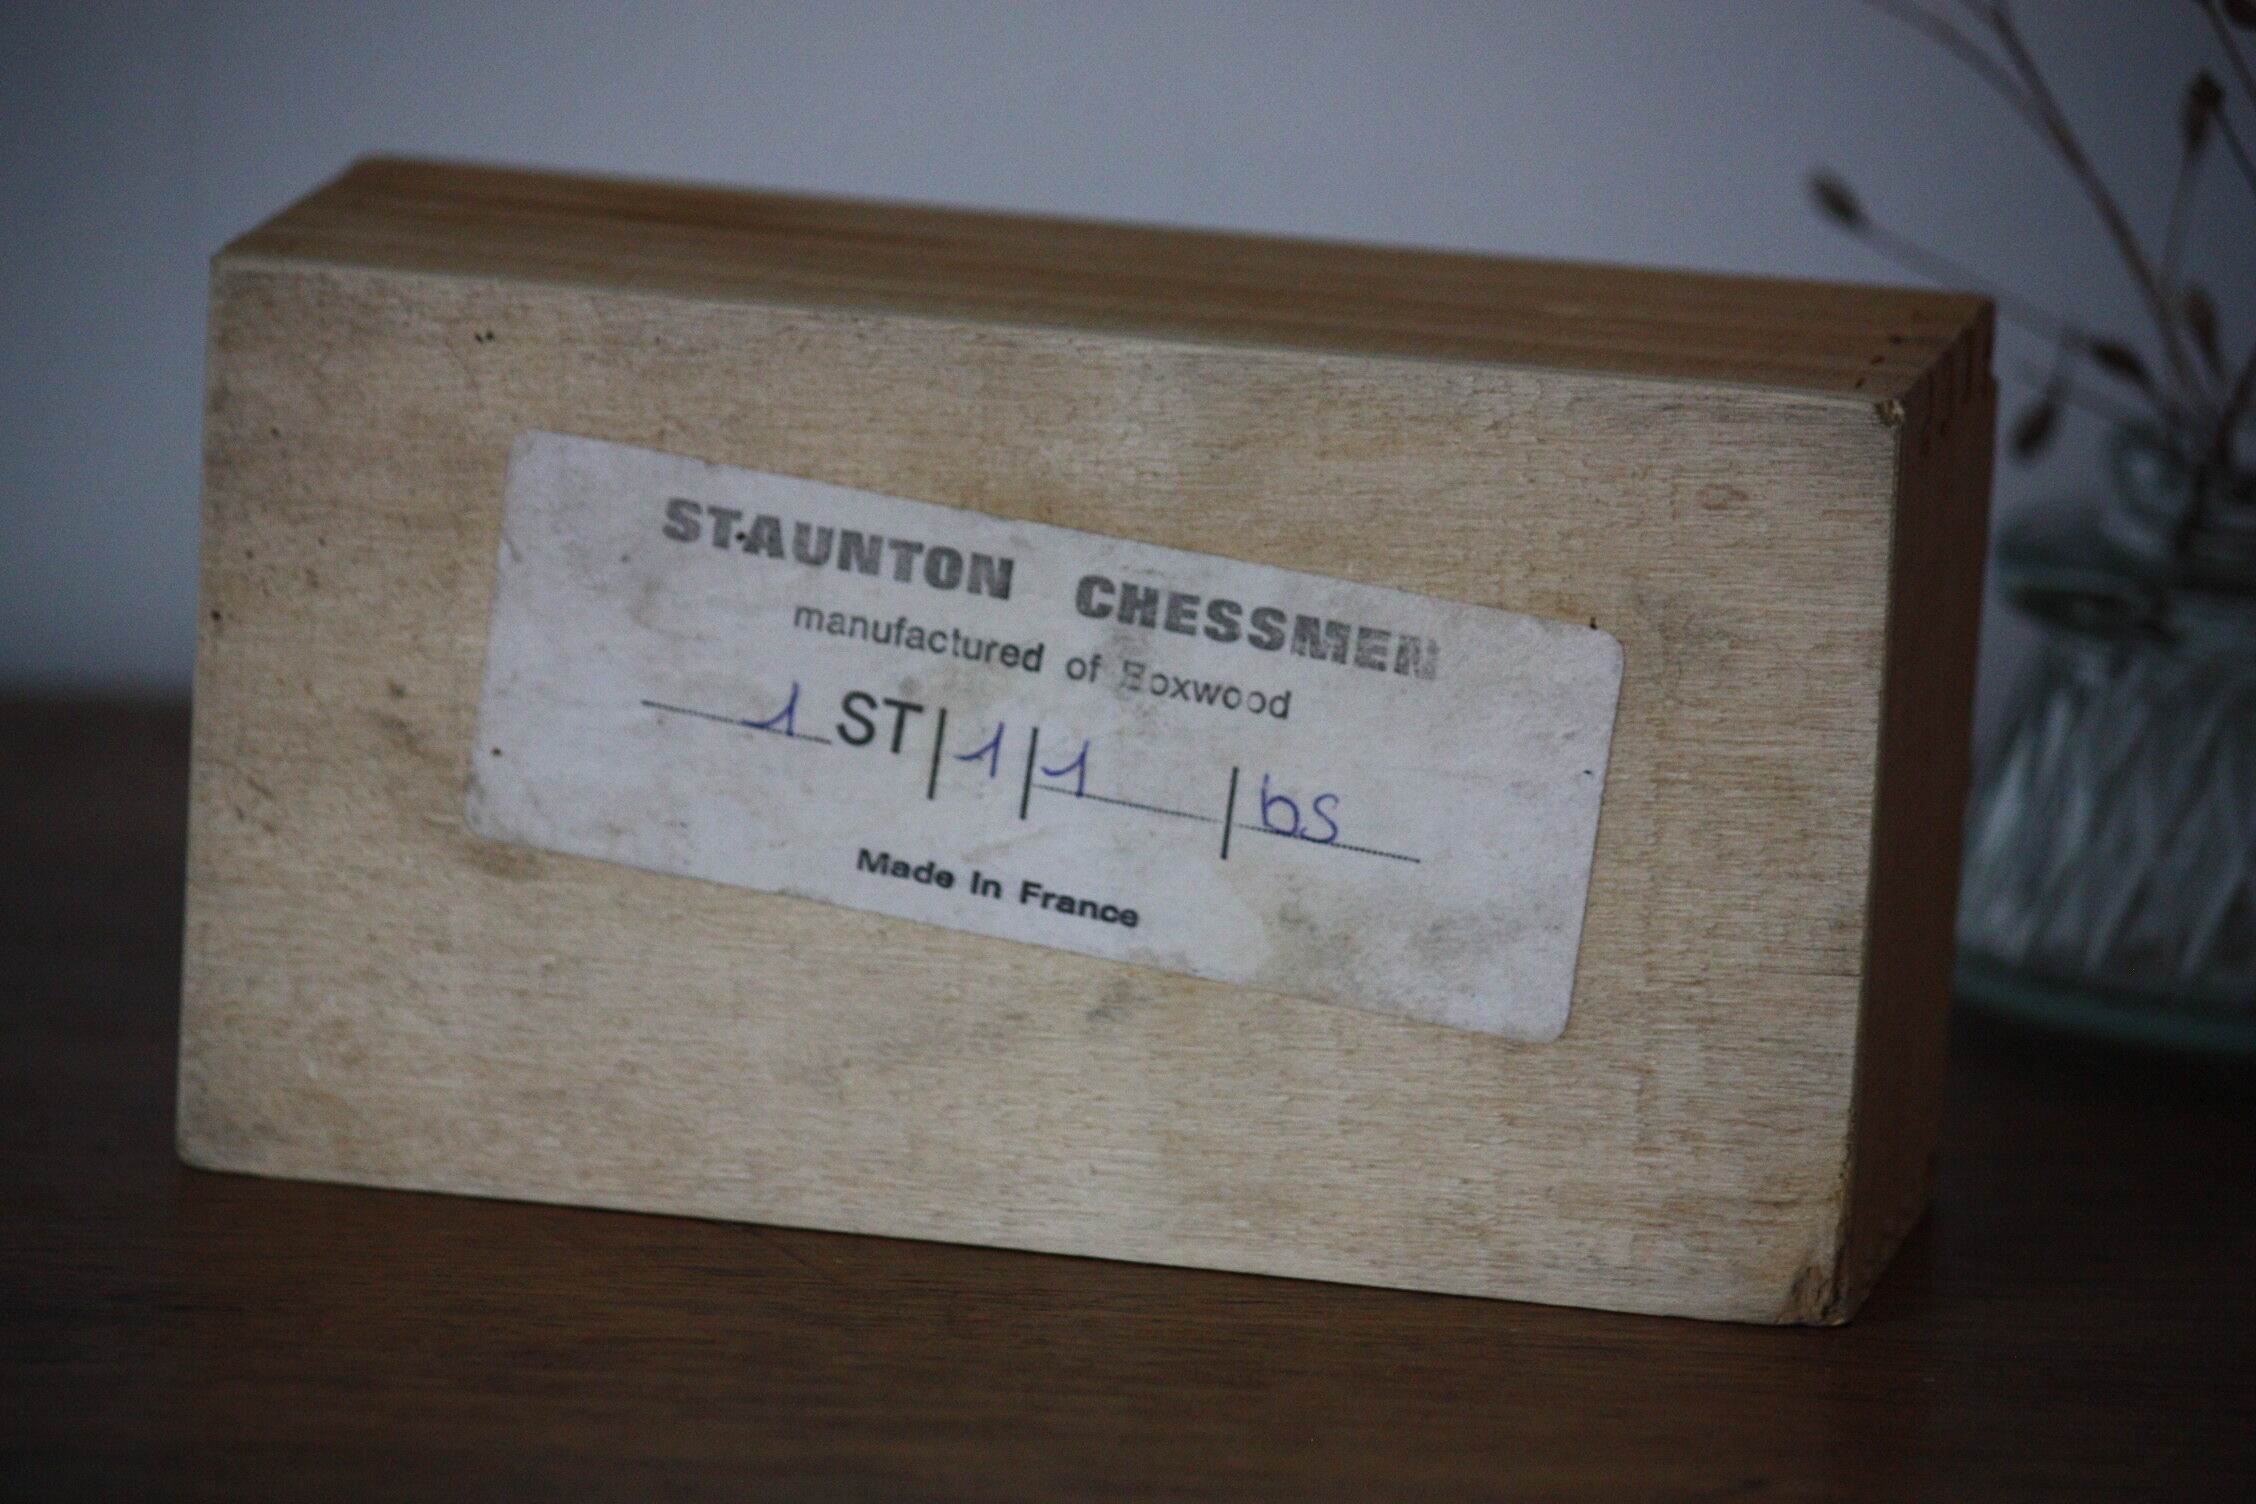 STAUNTON CHESSMEN
manufactured of Boxwood
1 ST | 1 | 1 | bs
Made In France